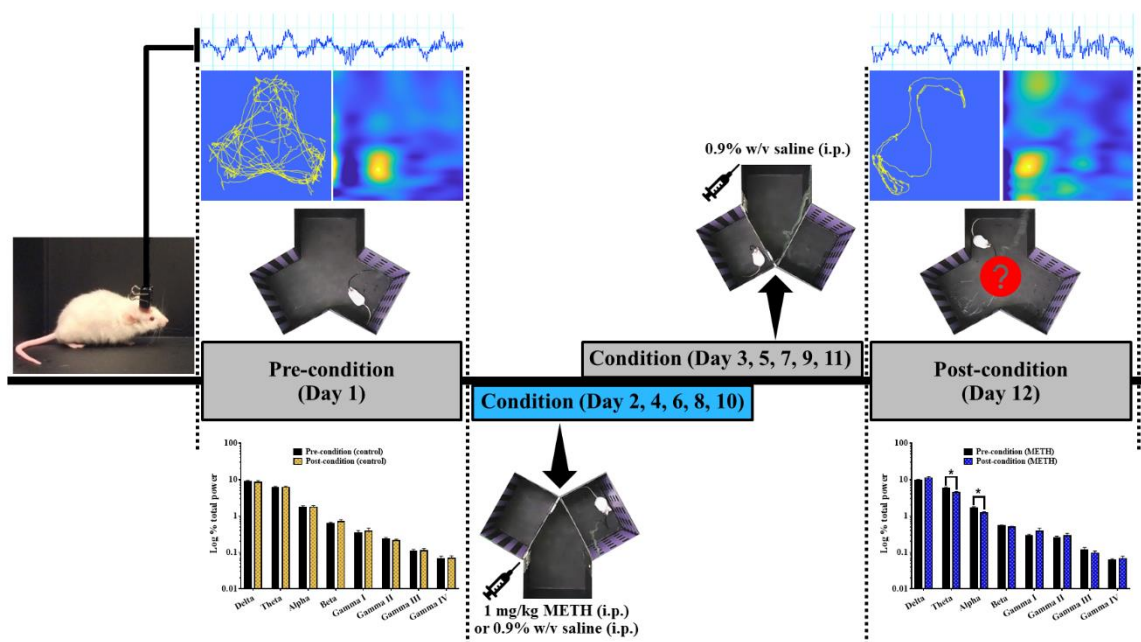 0.9% w/v saline (i.p.)
?
Pre-condition
(Day 1)
Condition (Day 3, 5, 7, 9, 11)
Post-condition
(Day 12)
Condition (Day 2, 4, 6, 8, 10)
100
10
1
0.1
0.01
Log % total power
Pre-condition (control)
Post-condition (control)
Delta
Theta
Alpha
Beta
Gamma I
Gamma II
Gamma III
Gamma IV
1 mg/kg METH (i.p.)
or 0.9% w/v saline (i.p.)
100
10
1
0.1
0.01
Log % total power
Pre-condition (METH)
Post-condition (METH)
*
*
Delta
Theta
Alpha
Beta
Gamma I
Gamma II
Gamma III
Gamma IV